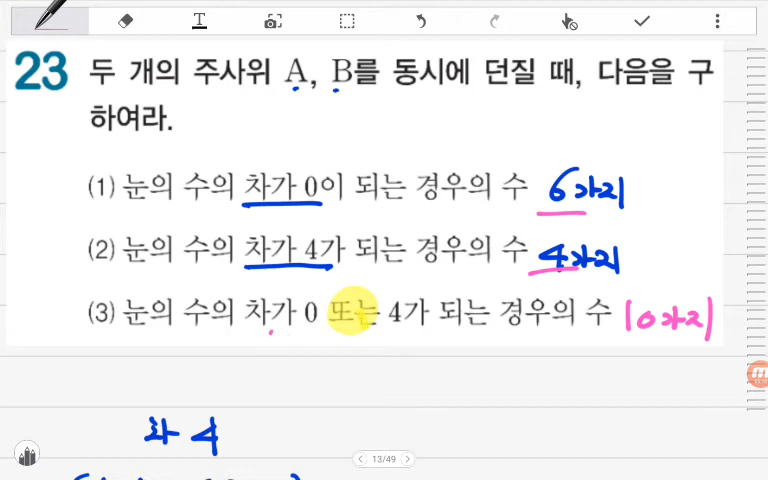 T
23 두 개의 주사위 A, B를 동시에 던질 때, 다음을 구
하여라.
(1) 눈의 수의 차가 0이 되는 경우의 수 6가지
(2) 눈의 수의 차가 4가 되는 경우의 수 4가지
(3) 눈의 수의 차가 0 또는 4가 되는 경우의 수 10가지
차 4
13/49